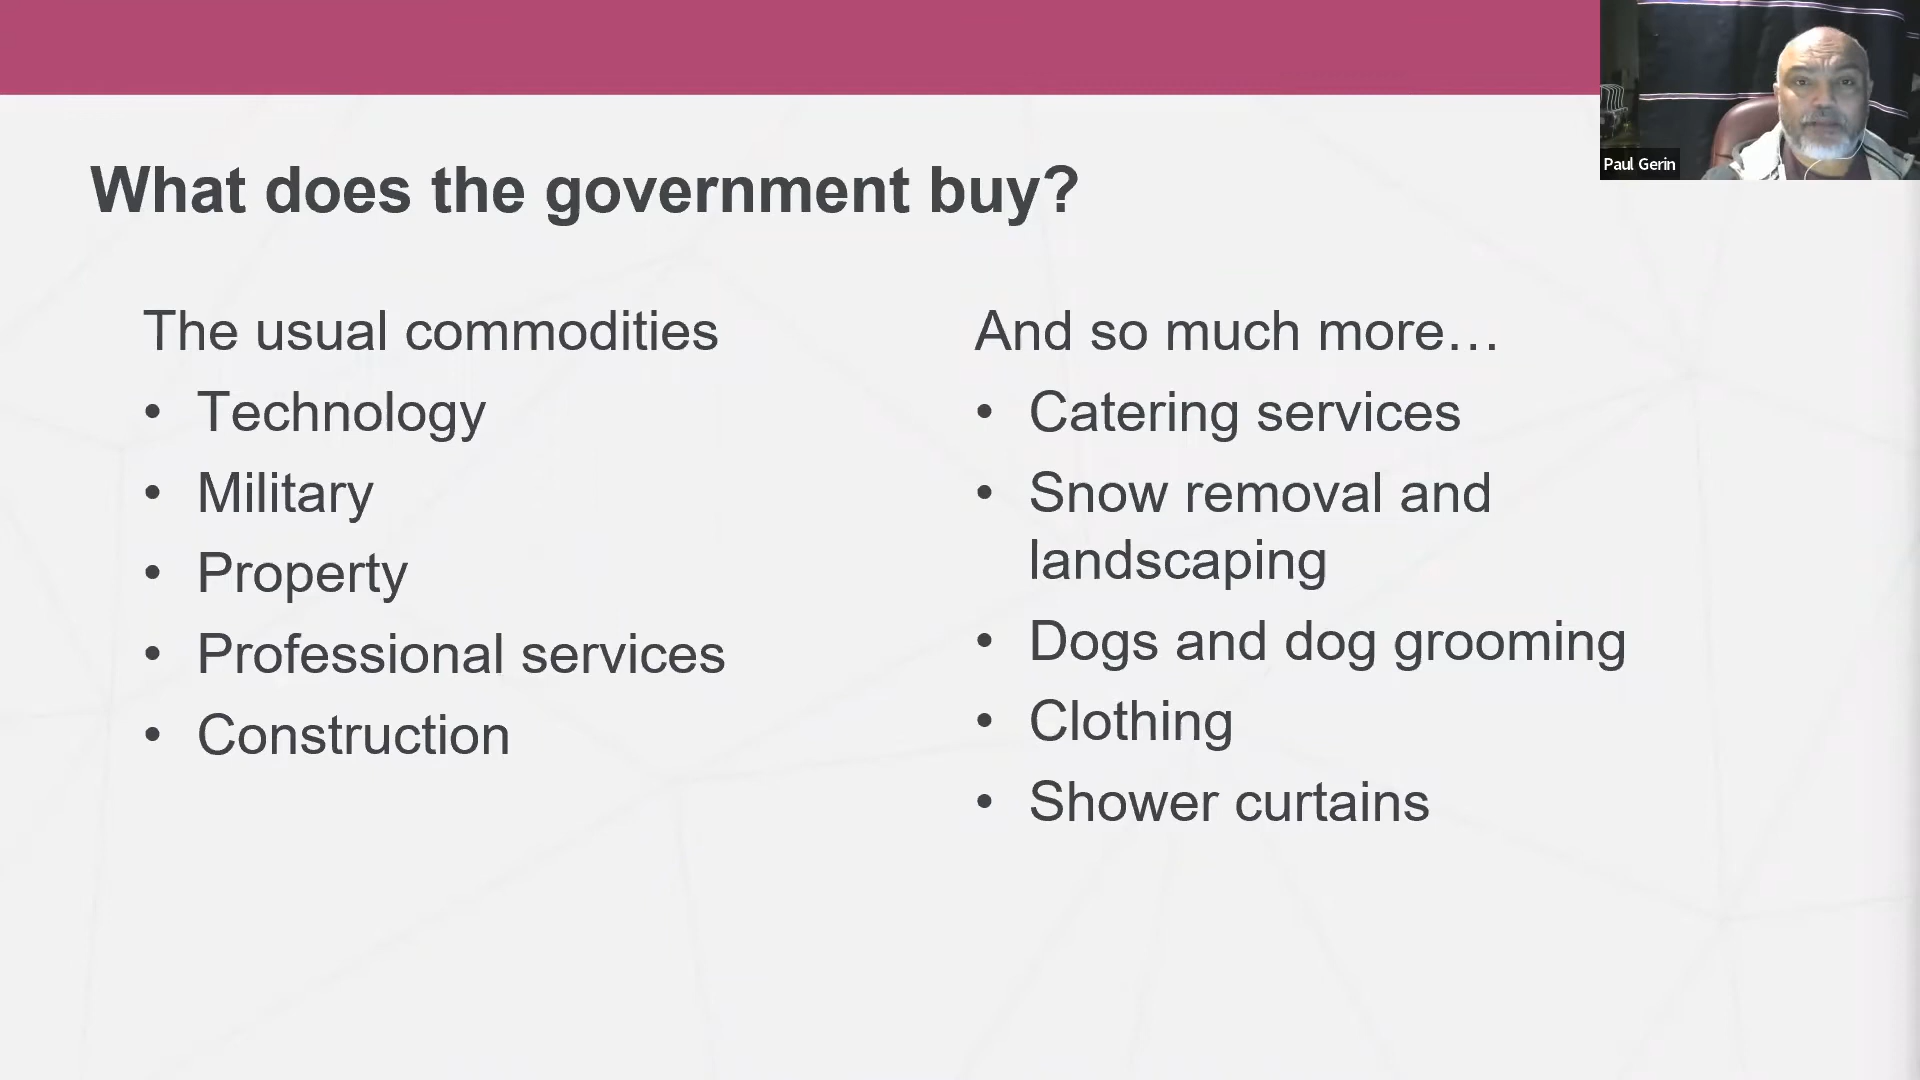 What does the government buy?
The usual commodities
• Technology
• Military
• Property
• Professional services
• Construction
And so much more…
• Catering services
• Snow removal and
landscaping
• Dogs and dog grooming
• Clothing
• Shower curtains
Paul Gerin